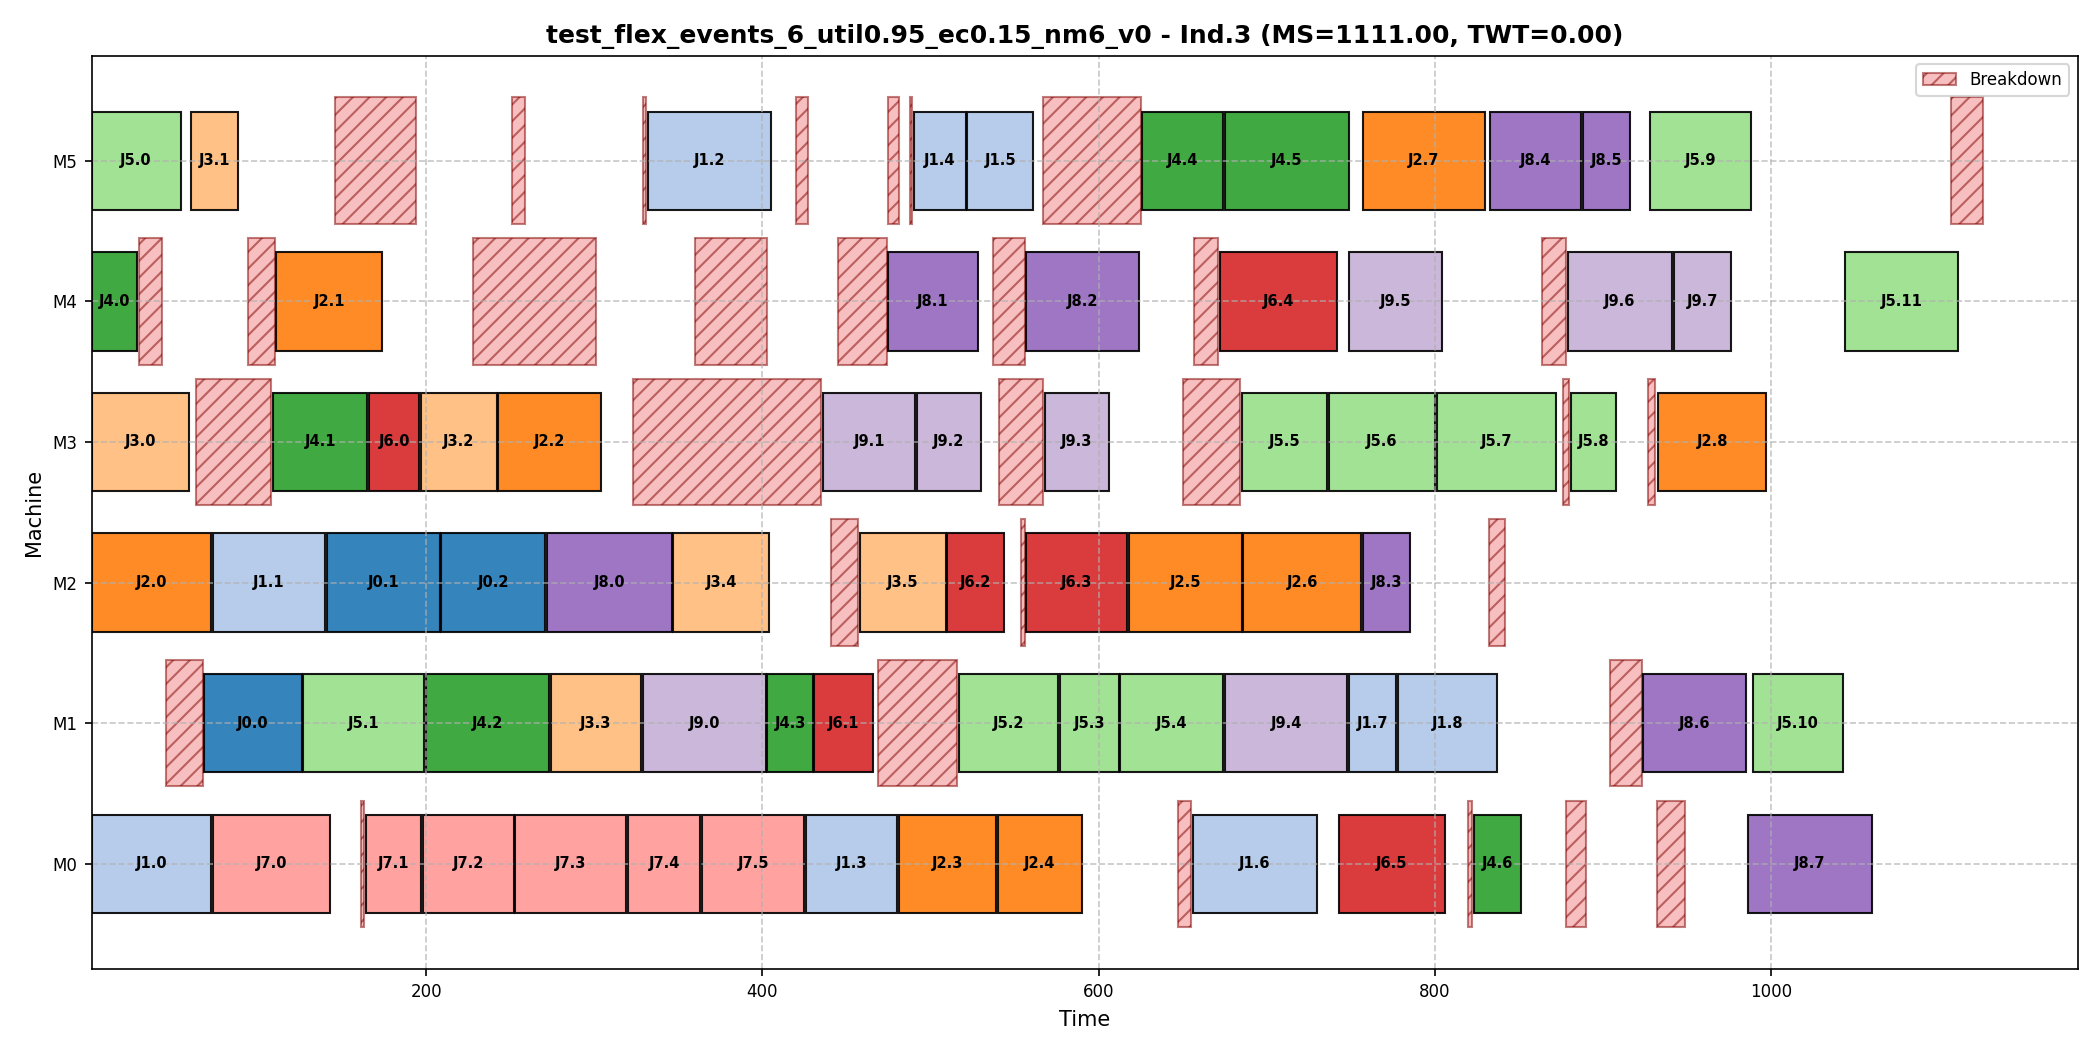 test_flex_events_6_util0.95_ec0.15_nm6_v0 - Ind.3 (MS=1111.00, TWT=0.00)
Breakdown
M5 J5.0 J3.1 J1.2 J1.4 J1.5 J4.4 J4.5 J2.7 J8.4 J8.5 J5.9
M4 J4.0 J2.1 J8.1 J8.2 J6.4 J9.5 J9.6 J9.7 J5.11
M3 J3.0 J4.1 J6.0 J3.2 J2.2 J9.1 J9.2 J9.3 J5.5 J5.6 J5.7 J5.8 J2.8
M2 J2.0 J1.1 J0.1 J0.2 J8.0 J3.4 J3.5 J6.2 J6.3 J2.5 J2.6 J8.3
M1 J0.0 J5.1 J4.2 J3.3 J9.0 J4.3 J6.1 J5.2 J5.3 J5.4 J9.4 J1.7 J1.8 J8.6 J5.10
M0 J1.0 J7.0 J7.1 J7.2 J7.3 J7.4 J7.5 J1.3 J2.3 J2.4 J1.6 J6.5 J4.6 J8.7
200 400 600 800 1000
Time
Machine